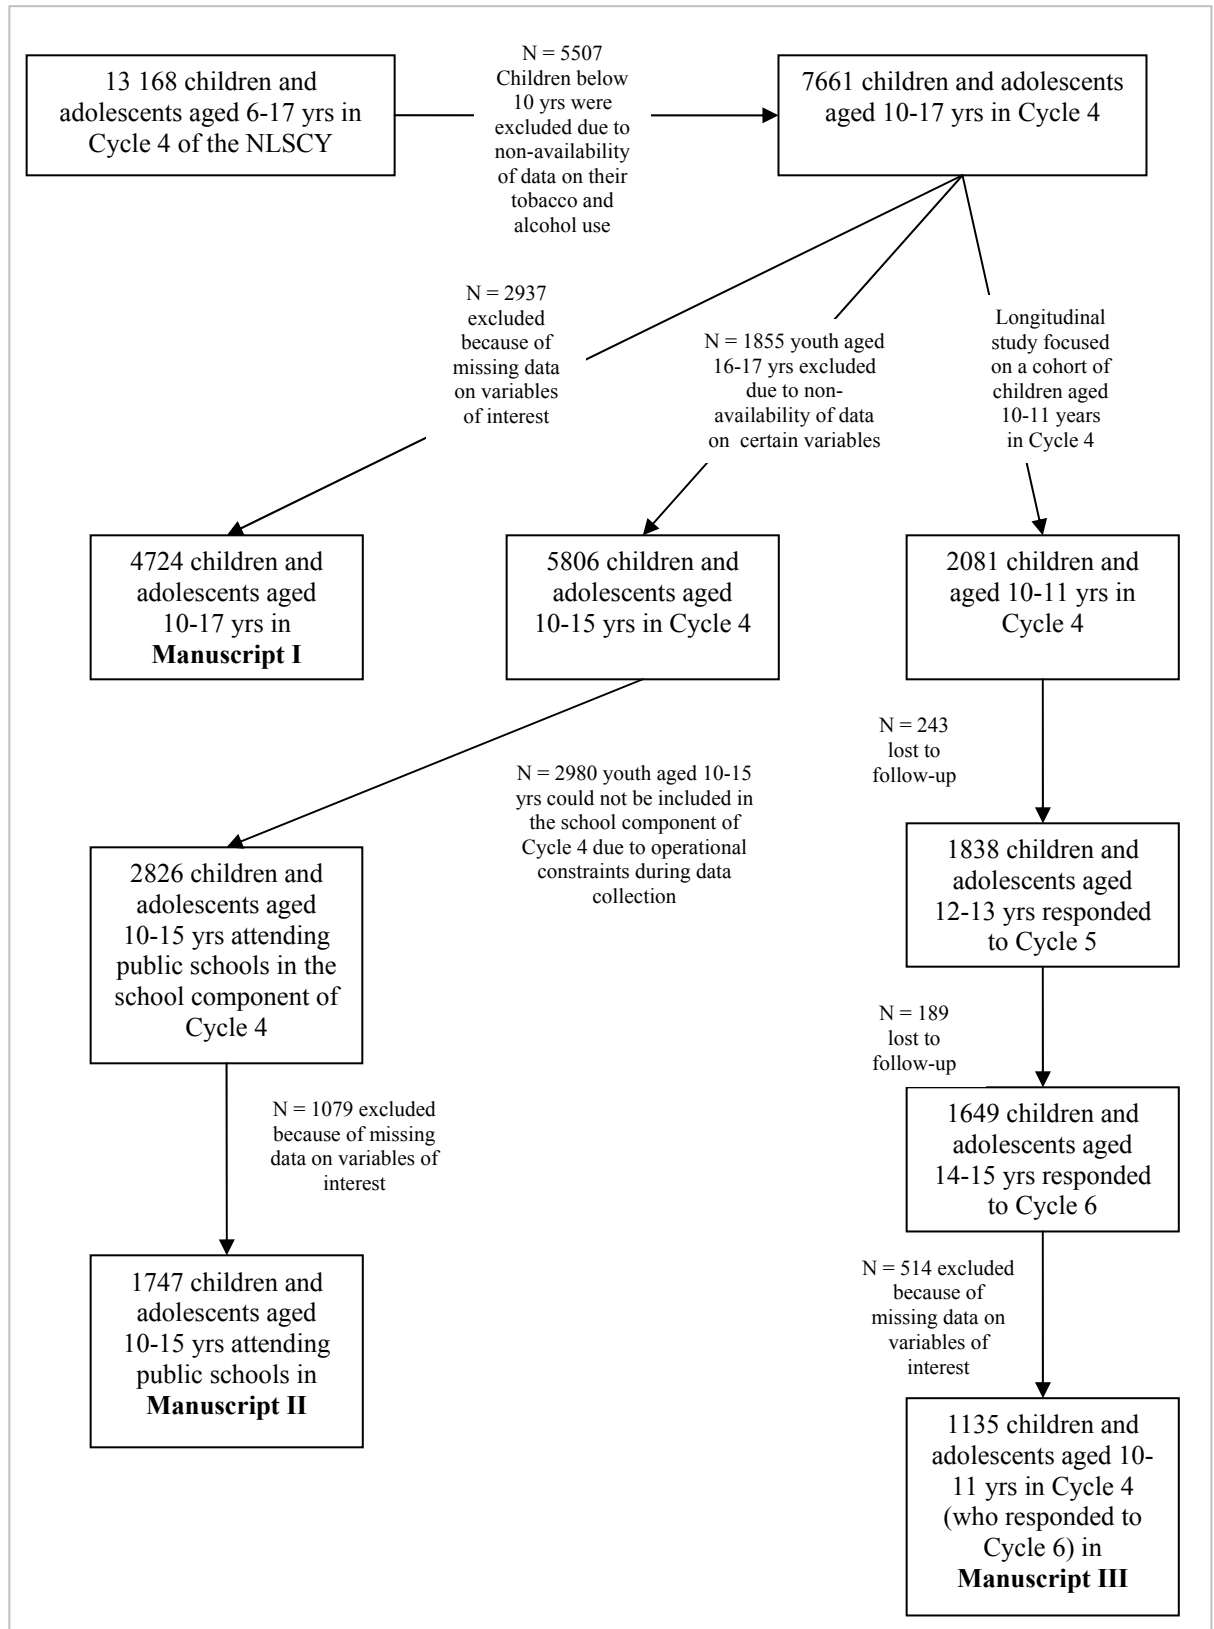 13 168 children and
adolescents aged 6-17 yrs in
Cycle 4 of the NLSCY
N = 5507
Children below
10 yrs were
excluded due to
non-availability
of data on their
tobacco and
alcohol use
7661 children and adolescents
aged 10-17 yrs in Cycle 4
N = 2937
excluded
because of
missing data
on variables
of interest
N = 1855 youth aged
16-17 yrs excluded
due to non-
availability of data
on certain variables
Longitudinal
study focused
on a cohort of
children aged
10-11 years
in Cycle 4
4724 children and
adolescents aged
10-17 yrs in
Manuscript I
5806 children and
adolescents aged
10-15 yrs in Cycle 4
2081 children and
aged 10-11 yrs in
Cycle 4
N = 243
lost to
follow-up
N = 2980 youth aged 10-15
yrs could not be included in
the school component of
Cycle 4 due to operational
constraints during data
collection
2826 children and
adolescents aged
10-15 yrs attending
public schools in the
school component of
Cycle 4
1838 children and
adolescents aged
12-13 yrs responded
to Cycle 5
N = 189
lost to
follow-up
N = 1079 excluded
because of missing
data on variables of
interest
1649 children and
adolescents aged
14-15 yrs responded
to Cycle 6
1747 children and
adolescents aged
10-15 yrs attending
public schools in
Manuscript II
N = 514 excluded
because of
missing data on
variables of
interest
1135 children and
adolescents aged 10-
11 yrs in Cycle 4
(who responded to
Cycle 6) in
Manuscript III